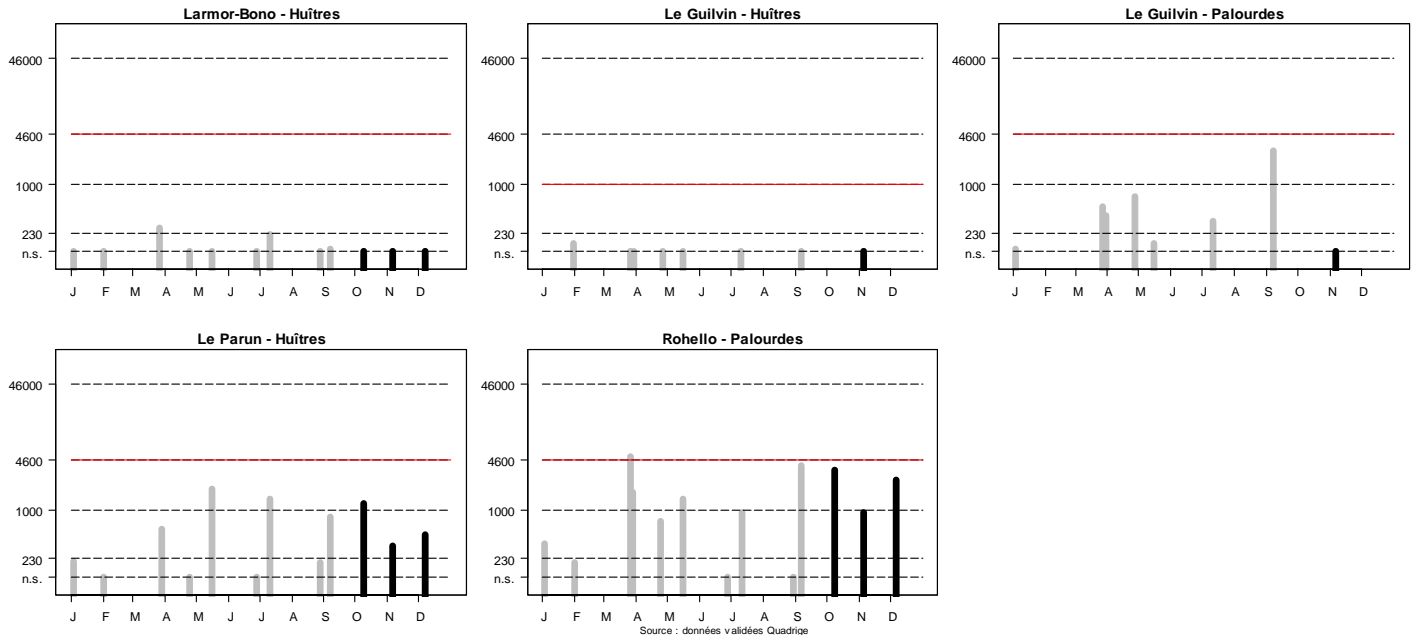 Larmor-Bono - Huîtres
46000
4600
1000
230
n.s.
J F M A M J J A S O N D
Le Guilvin - Huîtres
46000
4600
1000
230
n.s.
J F M A M J J A S O N D
Le Guilvin - Palourdes
46000
4600
1000
230
n.s.
J F M A M J J A S O N D
Le Parun - Huîtres
46000
4600
1000
230
n.s.
J F M A M J J A S O N D
Rohello - Palourdes
46000
4600
1000
230
n.s.
J F M A M J J A S O N D
Source : données validées Quadrige